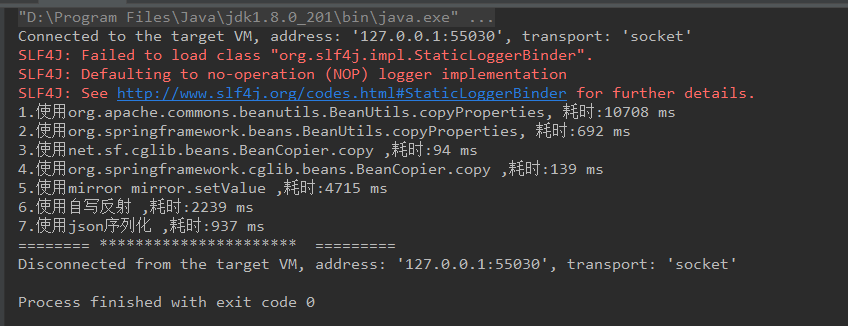 "D:\Program Files\Java\jdk1.8.0_201\bin\java.exe" ...
Connected to the target VM, address: '127.0.0.1:55030', transport: 'socket'
SLF4J: Failed to load class "org.slf4j.impl.StaticLoggerBinder".
SLF4J: Defaulting to no-operation (NOP) logger implementation
SLF4J: See http://www.slf4j.org/codes.html#StaticLoggerBinder for further details.
1.使用org.apache.commons.beanutils.BeanUtils.copyProperties, 耗时:10708 ms
2.使用org.springframework.beans.BeanUtils.copyProperties, 耗时:692 ms
3.使用net.sf.cglib.beans.BeanCopier.copy ,耗时:94 ms
4.使用org.springframework.cglib.beans.BeanCopier.copy ,耗时:139 ms
5.使用mirror mirror.setValue ,耗时:4715 ms
6.使用自写反射 ,耗时:2239 ms
7.使用json序列化 ,耗时:937 ms
======== **********************  =========
Disconnected from the target VM, address: '127.0.0.1:55030', transport: 'socket'
Process finished with exit code 0